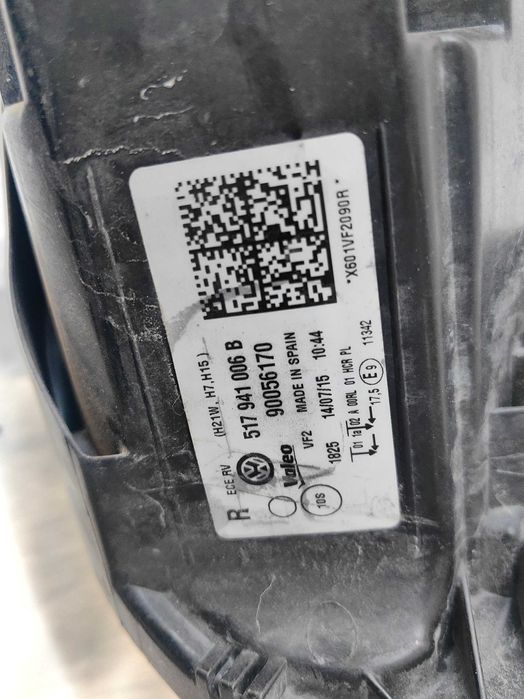 *X601VF2090R*
(H21W, H7,H15)
R ECE RV 517 941 006 B
Valeo 90056170
VF2 MADE IN SPAIN
10S 1825 14/07/15 10:44
01 1a 02 A 00RL 01 HCR PL
17,5 E9 11342